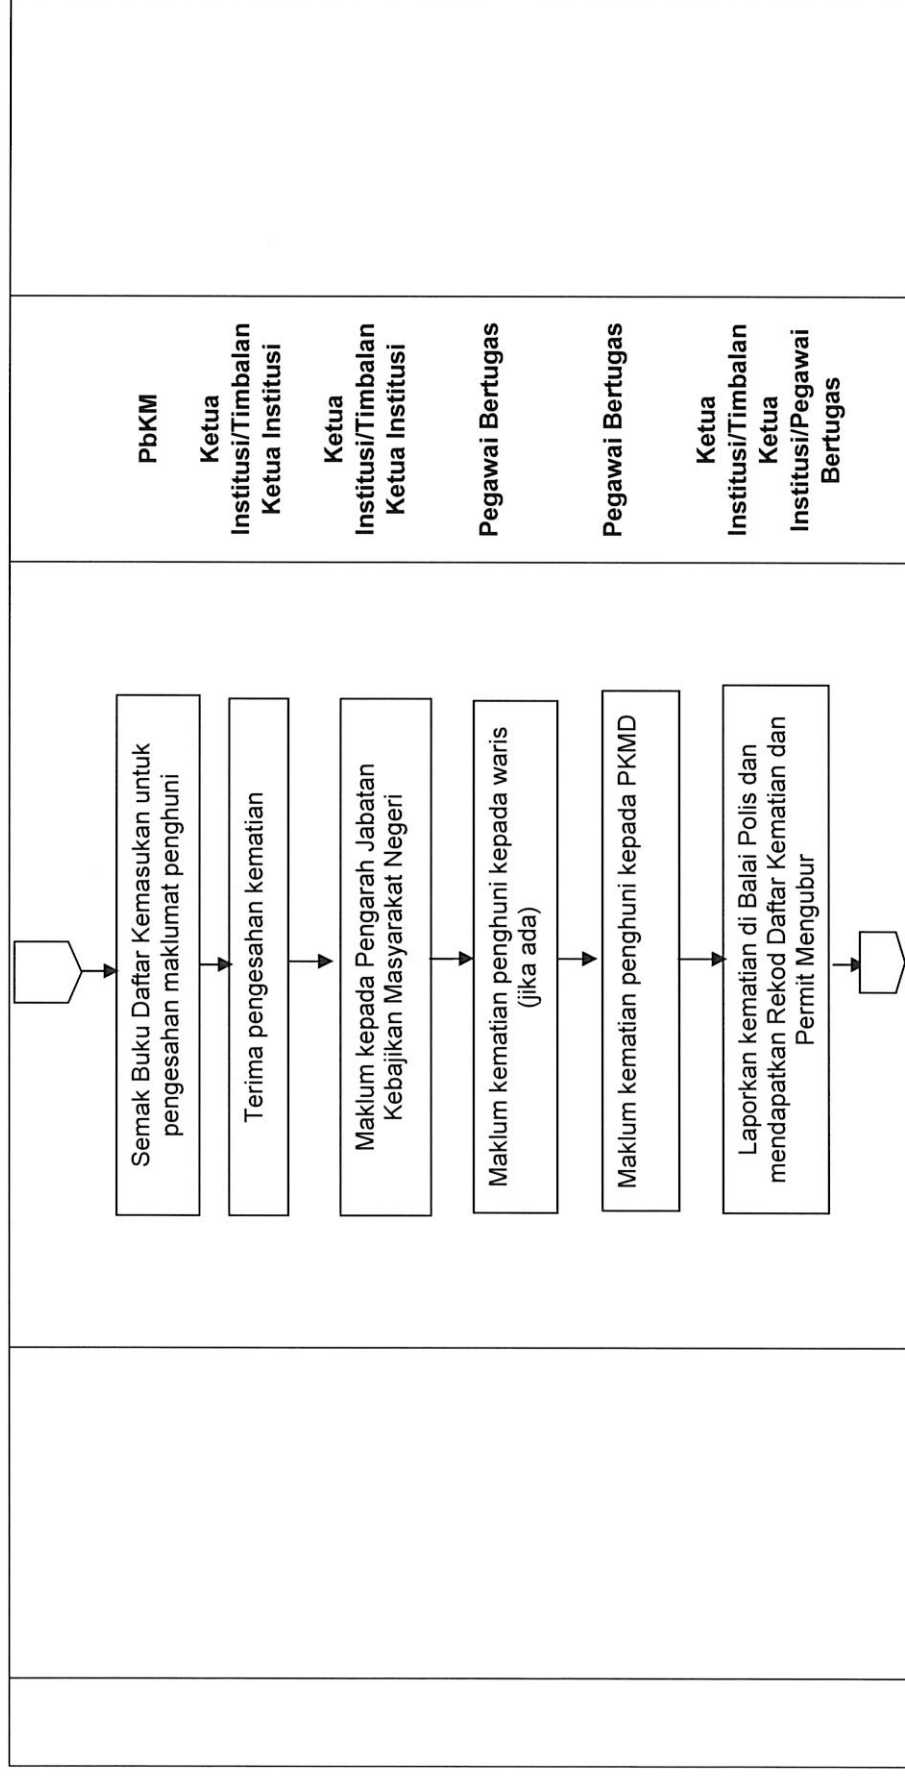 Semak Buku Daftar Kemasukan untuk
pengesahan maklumat penghuni
PbKM
Terima pengesahan kematian
Ketua
Institusi/Timbalan
Ketua Institusi
Maklum kepada Pengarah Jabatan
Kebajikan Masyarakat Negeri
Ketua
Institusi/Timbalan
Ketua Institusi
Maklum kematian penghuni kepada waris
(jika ada)
Pegawai Bertugas
Maklum kematian penghuni kepada PKMD
Pegawai Bertugas
Laporkan kematian di Balai Polis dan
mendapatkan Rekod Daftar Kematian dan
Permit Mengubur
Ketua
Institusi/Timbalan
Ketua
Institusi/Pegawai
Bertugas